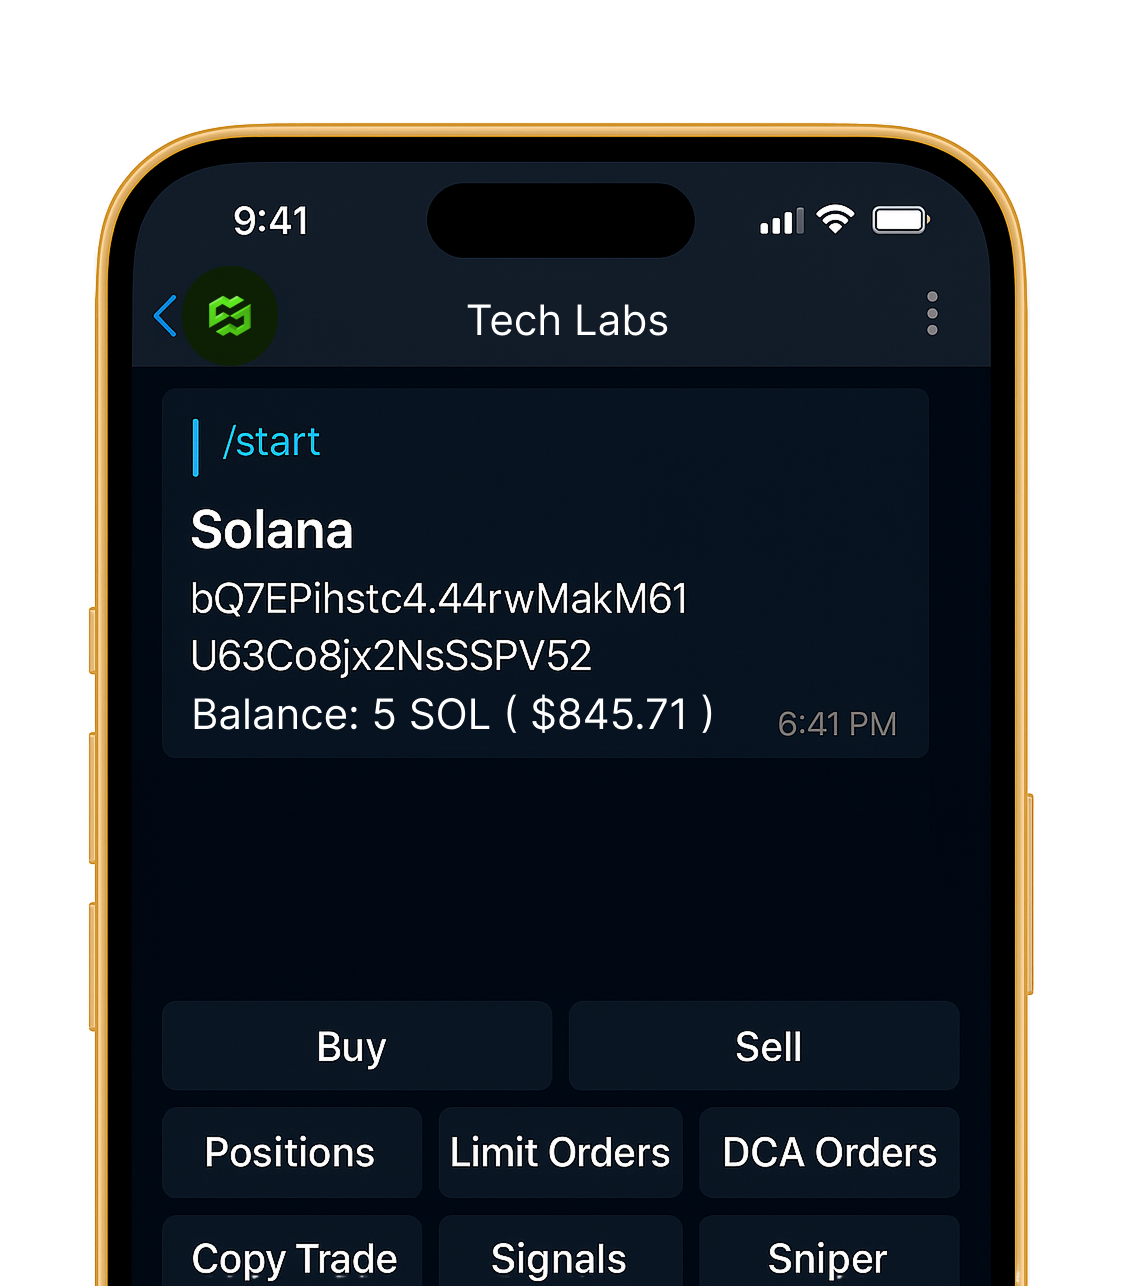 9:41
Tech Labs
/start
Solana
bQ7EPihstc4.44rwMakM61
U63Co8jx2NsSSPV52
Balance: 5 SOL ( $845.71 )
6:41 PM
Buy Sell
Positions Limit Orders DCA Orders
Copy Trade Signals Sniper